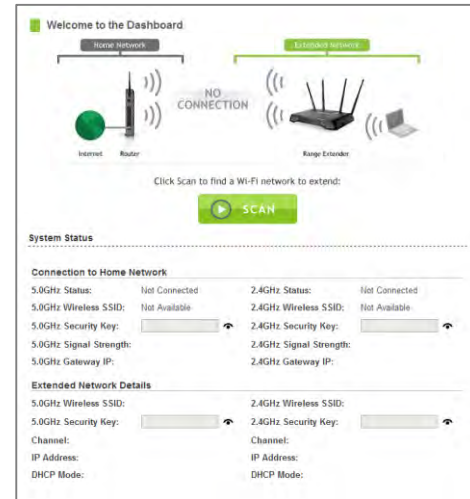 Welcome to the Dashboard
Home Network
Extended Network
NO
CONNECTION
Internet
Router
Range Extender
Click Scan to find a Wi-Fi network to extend:
SCAN
System Status
Connection to Home Network
5.0GHz Status: Not Connected 2.4GHz Status: Not Connected
5.0GHz Wireless SSID: Not Available 2.4GHz Wireless SSID: Not Available
5.0GHz Security Key: 2.4GHz Security Key:
5.0GHz Signal Strength: 2.4GHz Signal Strength:
5.0GHz Gateway IP: 2.4GHz Gateway IP:
Extended Network Details
5.0GHz Wireless SSID: 2.4GHz Wireless SSID:
5.0GHz Security Key: 2.4GHz Security Key:
Channel: Channel:
IP Address: IP Address:
DHCP Mode: DHCP Mode: